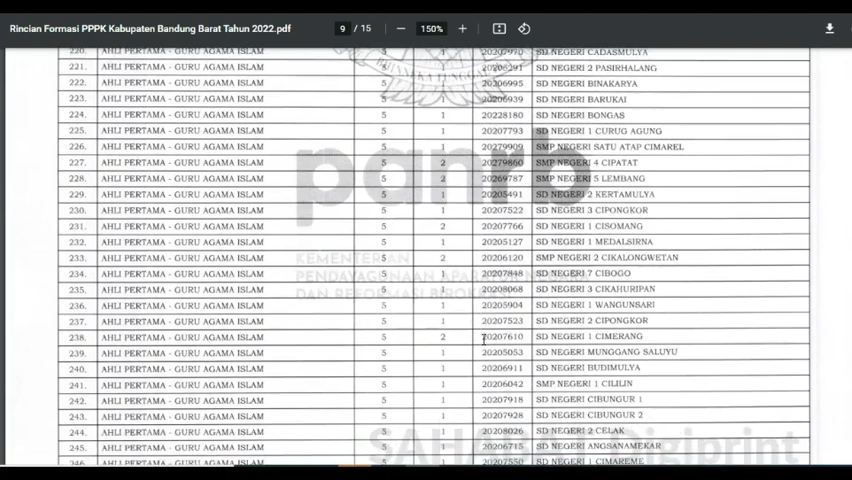 Rincian Formasi PPPK Kabupaten Bandung Barat Tahun 2022.pdf 9 / 15 150%
220. AHLI PERTAMA - GURU AGAMA ISLAM 5 1 20207970 SD NEGERI CADASMULYA
221. AHLI PERTAMA - GURU AGAMA ISLAM 5 1 20206291 SD NEGERI 2 PASIRHALANG
222. AHLI PERTAMA - GURU AGAMA ISLAM 5 1 20206995 SD NEGERI BINAKARYA
223. AHLI PERTAMA - GURU AGAMA ISLAM 5 1 20206939 SD NEGERI BARUKAI
224. AHLI PERTAMA - GURU AGAMA ISLAM 5 1 20228180 SD NEGERI BONGAS
225. AHLI PERTAMA - GURU AGAMA ISLAM 5 1 20207793 SD NEGERI 1 CURUG AGUNG
226. AHLI PERTAMA - GURU AGAMA ISLAM 5 1 20279909 SMP NEGERI SATU ATAP CIMAREL
227. AHLI PERTAMA - GURU AGAMA ISLAM 5 2 20279860 SMP NEGERI 4 CIPATAT
228. AHLI PERTAMA - GURU AGAMA ISLAM 5 2 20269787 SMP NEGERI 5 LEMBANG
229. AHLI PERTAMA - GURU AGAMA ISLAM 5 1 20205491 SD NEGERI 2 KERTAMULYA
230. AHLI PERTAMA - GURU AGAMA ISLAM 5 1 20207522 SD NEGERI 3 CIPONGKOR
231. AHLI PERTAMA - GURU AGAMA ISLAM 5 2 20207766 SD NEGERI 1 CISOMANG
232. AHLI PERTAMA - GURU AGAMA ISLAM 5 1 20205127 SD NEGERI 1 MEDALSIRNA
233. AHLI PERTAMA - GURU AGAMA ISLAM 5 2 20206120 SMP NEGERI 2 CIKALONGWETAN
234. AHLI PERTAMA - GURU AGAMA ISLAM 5 1 20207848 SD NEGERI 7 CIBOGO
235. AHLI PERTAMA - GURU AGAMA ISLAM 5 1 20208068 SD NEGERI 3 CIKAHURIPAN
236. AHLI PERTAMA - GURU AGAMA ISLAM 5 1 20205904 SD NEGERI 1 WANGUNSARI
237. AHLI PERTAMA - GURU AGAMA ISLAM 5 1 20207523 SD NEGERI 2 CIPONGKOR
238. AHLI PERTAMA - GURU AGAMA ISLAM 5 2 20207610 SD NEGERI 1 CIMERANG
239. AHLI PERTAMA - GURU AGAMA ISLAM 5 1 20205053 SD NEGERI MUNGGANG SALUYU
240. AHLI PERTAMA - GURU AGAMA ISLAM 5 1 20206911 SD NEGERI BUDIMULYA
241. AHLI PERTAMA - GURU AGAMA ISLAM 5 1 20206042 SMP NEGERI 1 CILILIN
242. AHLI PERTAMA - GURU AGAMA ISLAM 5 1 20207918 SD NEGERI CIBUNGUR 1
243. AHLI PERTAMA - GURU AGAMA ISLAM 5 1 20207928 SD NEGERI CIBUNGUR 2
244. AHLI PERTAMA - GURU AGAMA ISLAM 5 1 20208026 SD NEGERI 2 CELAK
245. AHLI PERTAMA - GURU AGAMA ISLAM 5 1 20206715 SD NEGERI ANGSANAMEKAR
246. AHLI PERTAMA - GURU AGAMA ISLAM 5 1 20207550 SD NEGERI 1 CIMAREME
BHINNEKA TUNGGAL
panrb
KEMENTERIAN
PENDAYAGUNAAN APARATUR NEGARA
DAN REFORMASI BIROKRASI
SAHABAT Digiprint